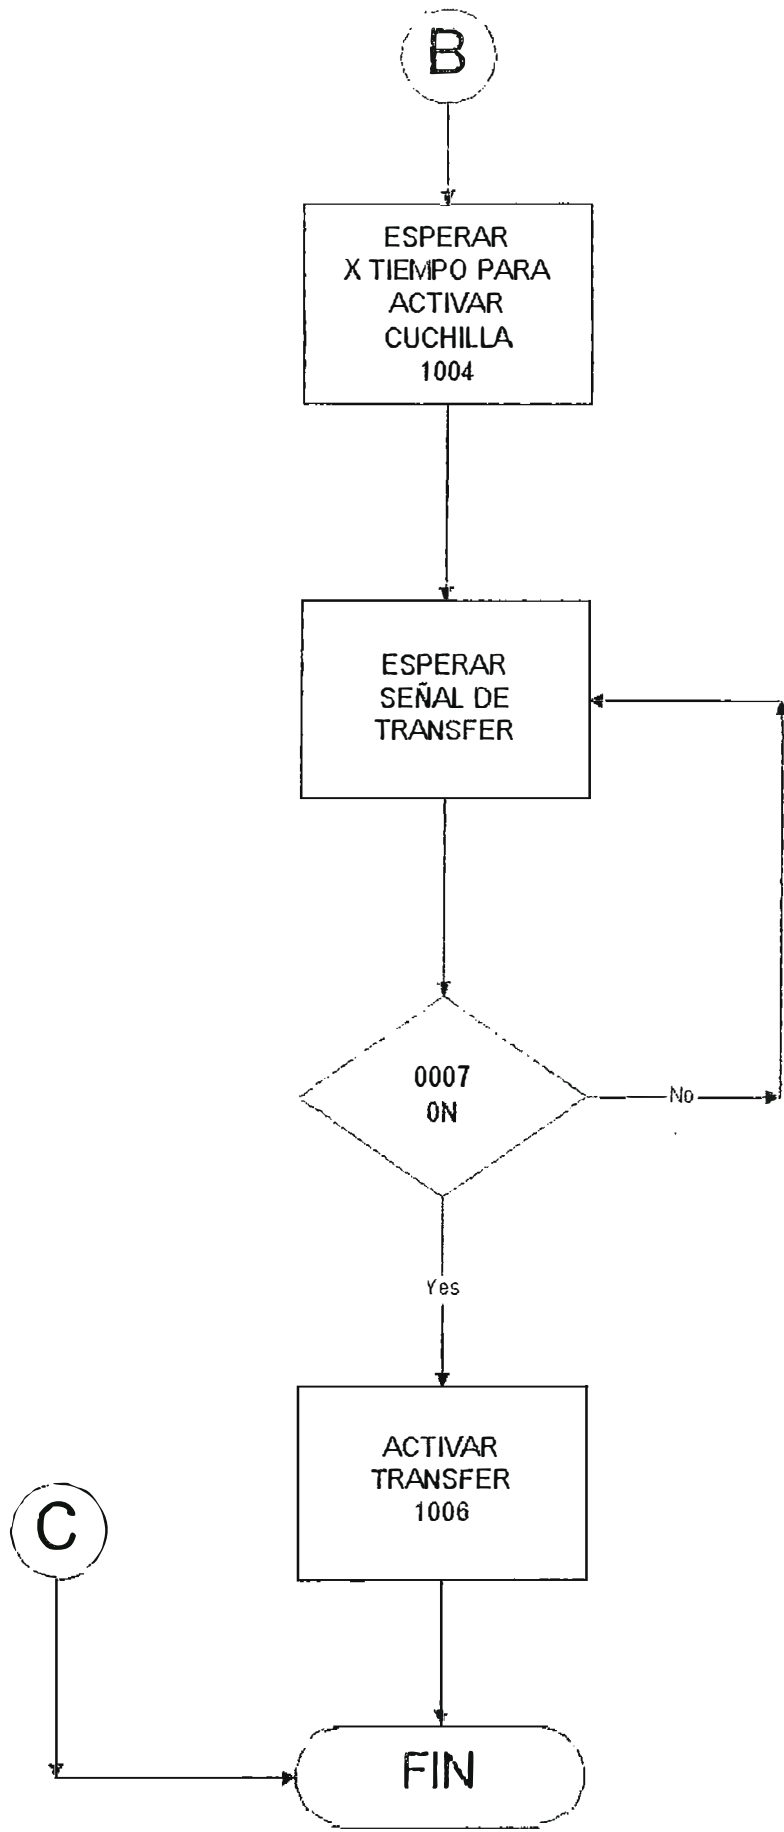 B
ESPERAR
X TIEMPO PARA
ACTIVAR
CUCHILLA
1004
ESPERAR
SEÑAL DE
TRANSFER
0007
0N
No
Yes
ACTIVAR
TRANSFER
1006
C
FIN